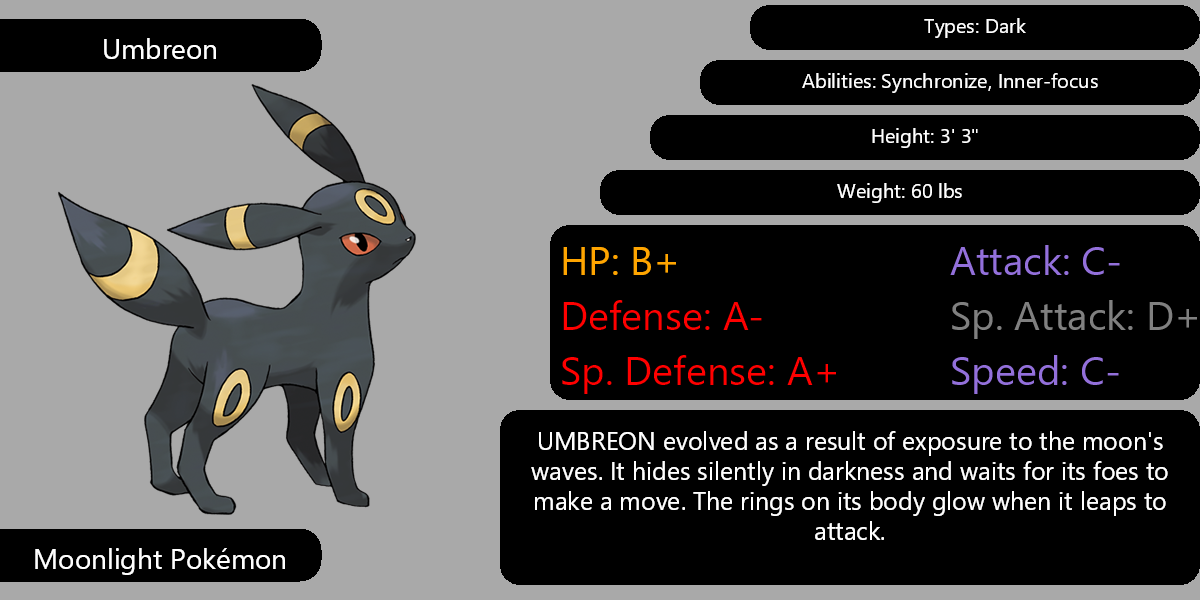 Umbreon
Types: Dark
Abilities: Synchronize, Inner-focus
Height: 3' 3"
Weight: 60 lbs
HP: B+
Attack: C-
Defense: A-
Sp. Attack: D+
Sp. Defense: A+
Speed: C-
UMBREON evolved as a result of exposure to the moon's
waves. It hides silently in darkness and waits for its foes to
make a move. The rings on its body glow when it leaps to
attack.
Moonlight Pokémon